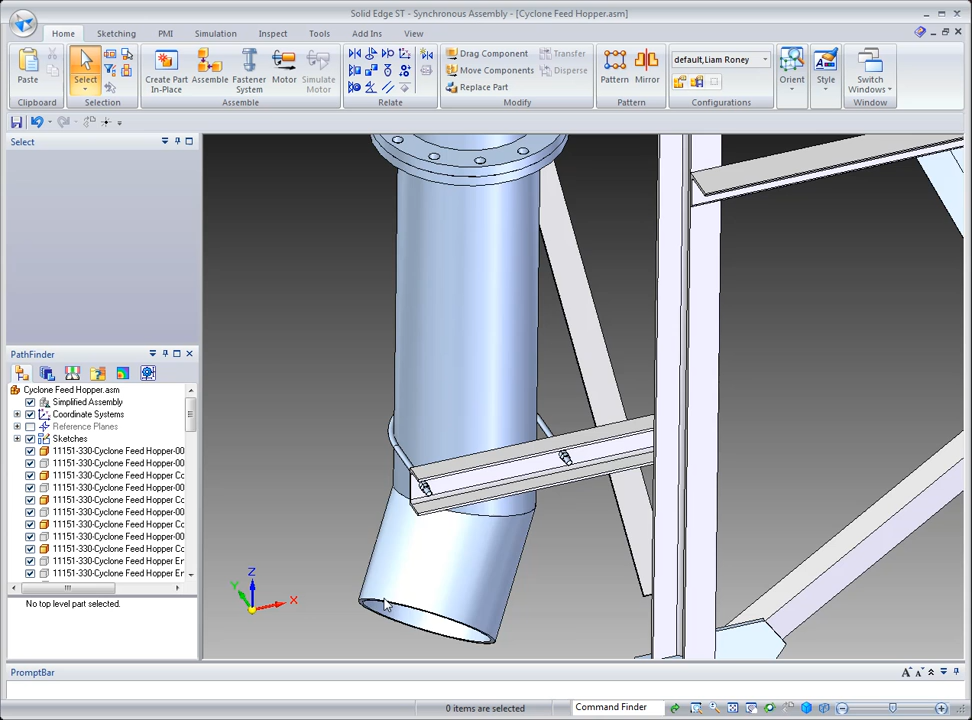 Solid Edge ST - Synchronous Assembly - [Cyclone Feed Hopper.asm]
Home Sketching PMI Simulation Inspect Tools Add Ins View
Paste
Clipboard
Select
Selection
Create Part In-Place
Assemble
Fastener System
Motor
Simulate Motor
Assemble
Relate
Drag Component
Move Components
Replace Part
Transfer
Disperse
Modify
Pattern
Mirror
Pattern
default,Liam Roney
Configurations
Orient
Style
Switch Windows
Window
Select
PathFinder
Cyclone Feed Hopper.asm
Simplified Assembly
Coordinate Systems
Reference Planes
Sketches
11151-330-Cyclone Feed Hopper-00
11151-330-Cyclone Feed Hopper-00
11151-330-Cyclone Feed Hopper Co
11151-330-Cyclone Feed Hopper-00
11151-330-Cyclone Feed Hopper Co
11151-330-Cyclone Feed Hopper-00
11151-330-Cyclone Feed Hopper Co
11151-330-Cyclone Feed Hopper-00
11151-330-Cyclone Feed Hopper Co
11151-330-Cyclone Feed Hopper Er
11151-330-Cyclone Feed Hopper Er
No top level part selected.
Z
Y
X
PromptBar
0 items are selected
Command Finder